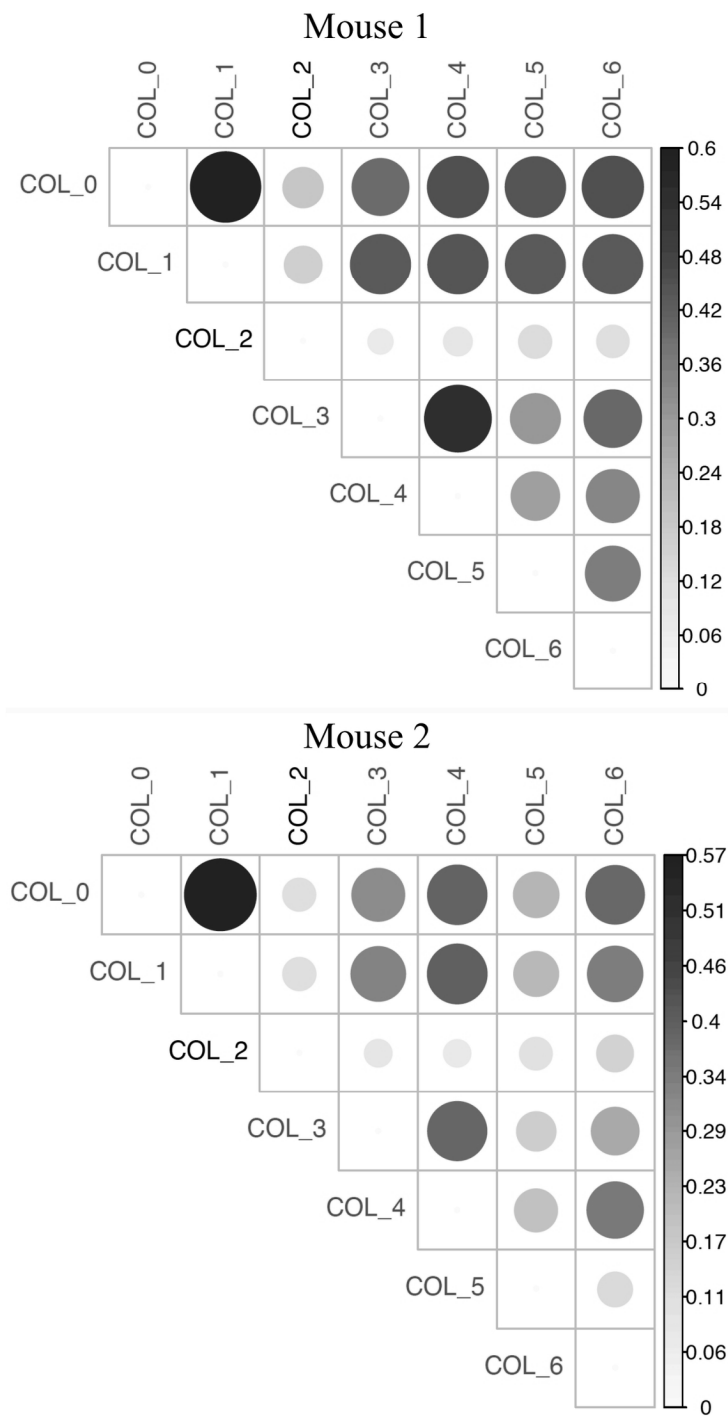 Mouse 1
COL_0 COL_1 COL_2 COL_3 COL_4 COL_5 COL_6
COL_0
COL_1
COL_2
COL_3
COL_4
COL_5
COL_6
0.6
0.54
0.48
0.42
0.36
0.3
0.24
0.18
0.12
0.06
0
Mouse 2
COL_0 COL_1 COL_2 COL_3 COL_4 COL_5 COL_6
COL_0
COL_1
COL_2
COL_3
COL_4
COL_5
COL_6
0.57
0.51
0.46
0.4
0.34
0.29
0.23
0.17
0.11
0.06
0